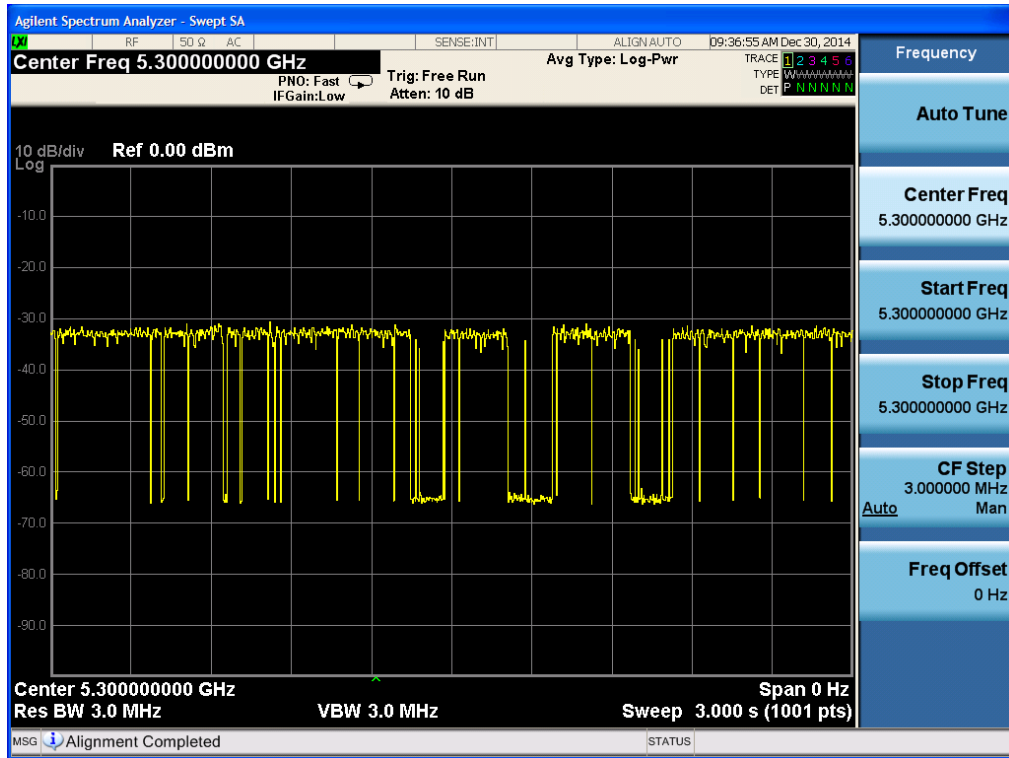 Agilent Spectrum Analyzer - Swept SA
LXI RF 50 Ω AC SENSE:INT ALIGN AUTO 09:36:55 AM Dec 30, 2014
Center Freq 5.300000000 GHz
PNO: Fast
IFGain:Low
Trig: Free Run
Atten: 10 dB
Avg Type: Log-Pwr
TRACE 1 2 3 4 5 6
TYPE WWWWWW
DET P N N N N N
10 dB/div Ref 0.00 dBm
Log
-10.0
-20.0
-30.0
-40.0
-50.0
-60.0
-70.0
-80.0
-90.0
Center 5.300000000 GHz Span 0 Hz
Res BW 3.0 MHz VBW 3.0 MHz Sweep 3.000 s (1001 pts)
MSG Alignment Completed STATUS
Frequency
Auto Tune
Center Freq
5.300000000 GHz
Start Freq
5.300000000 GHz
Stop Freq
5.300000000 GHz
CF Step
3.000000 MHz
Auto Man
Freq Offset
0 Hz